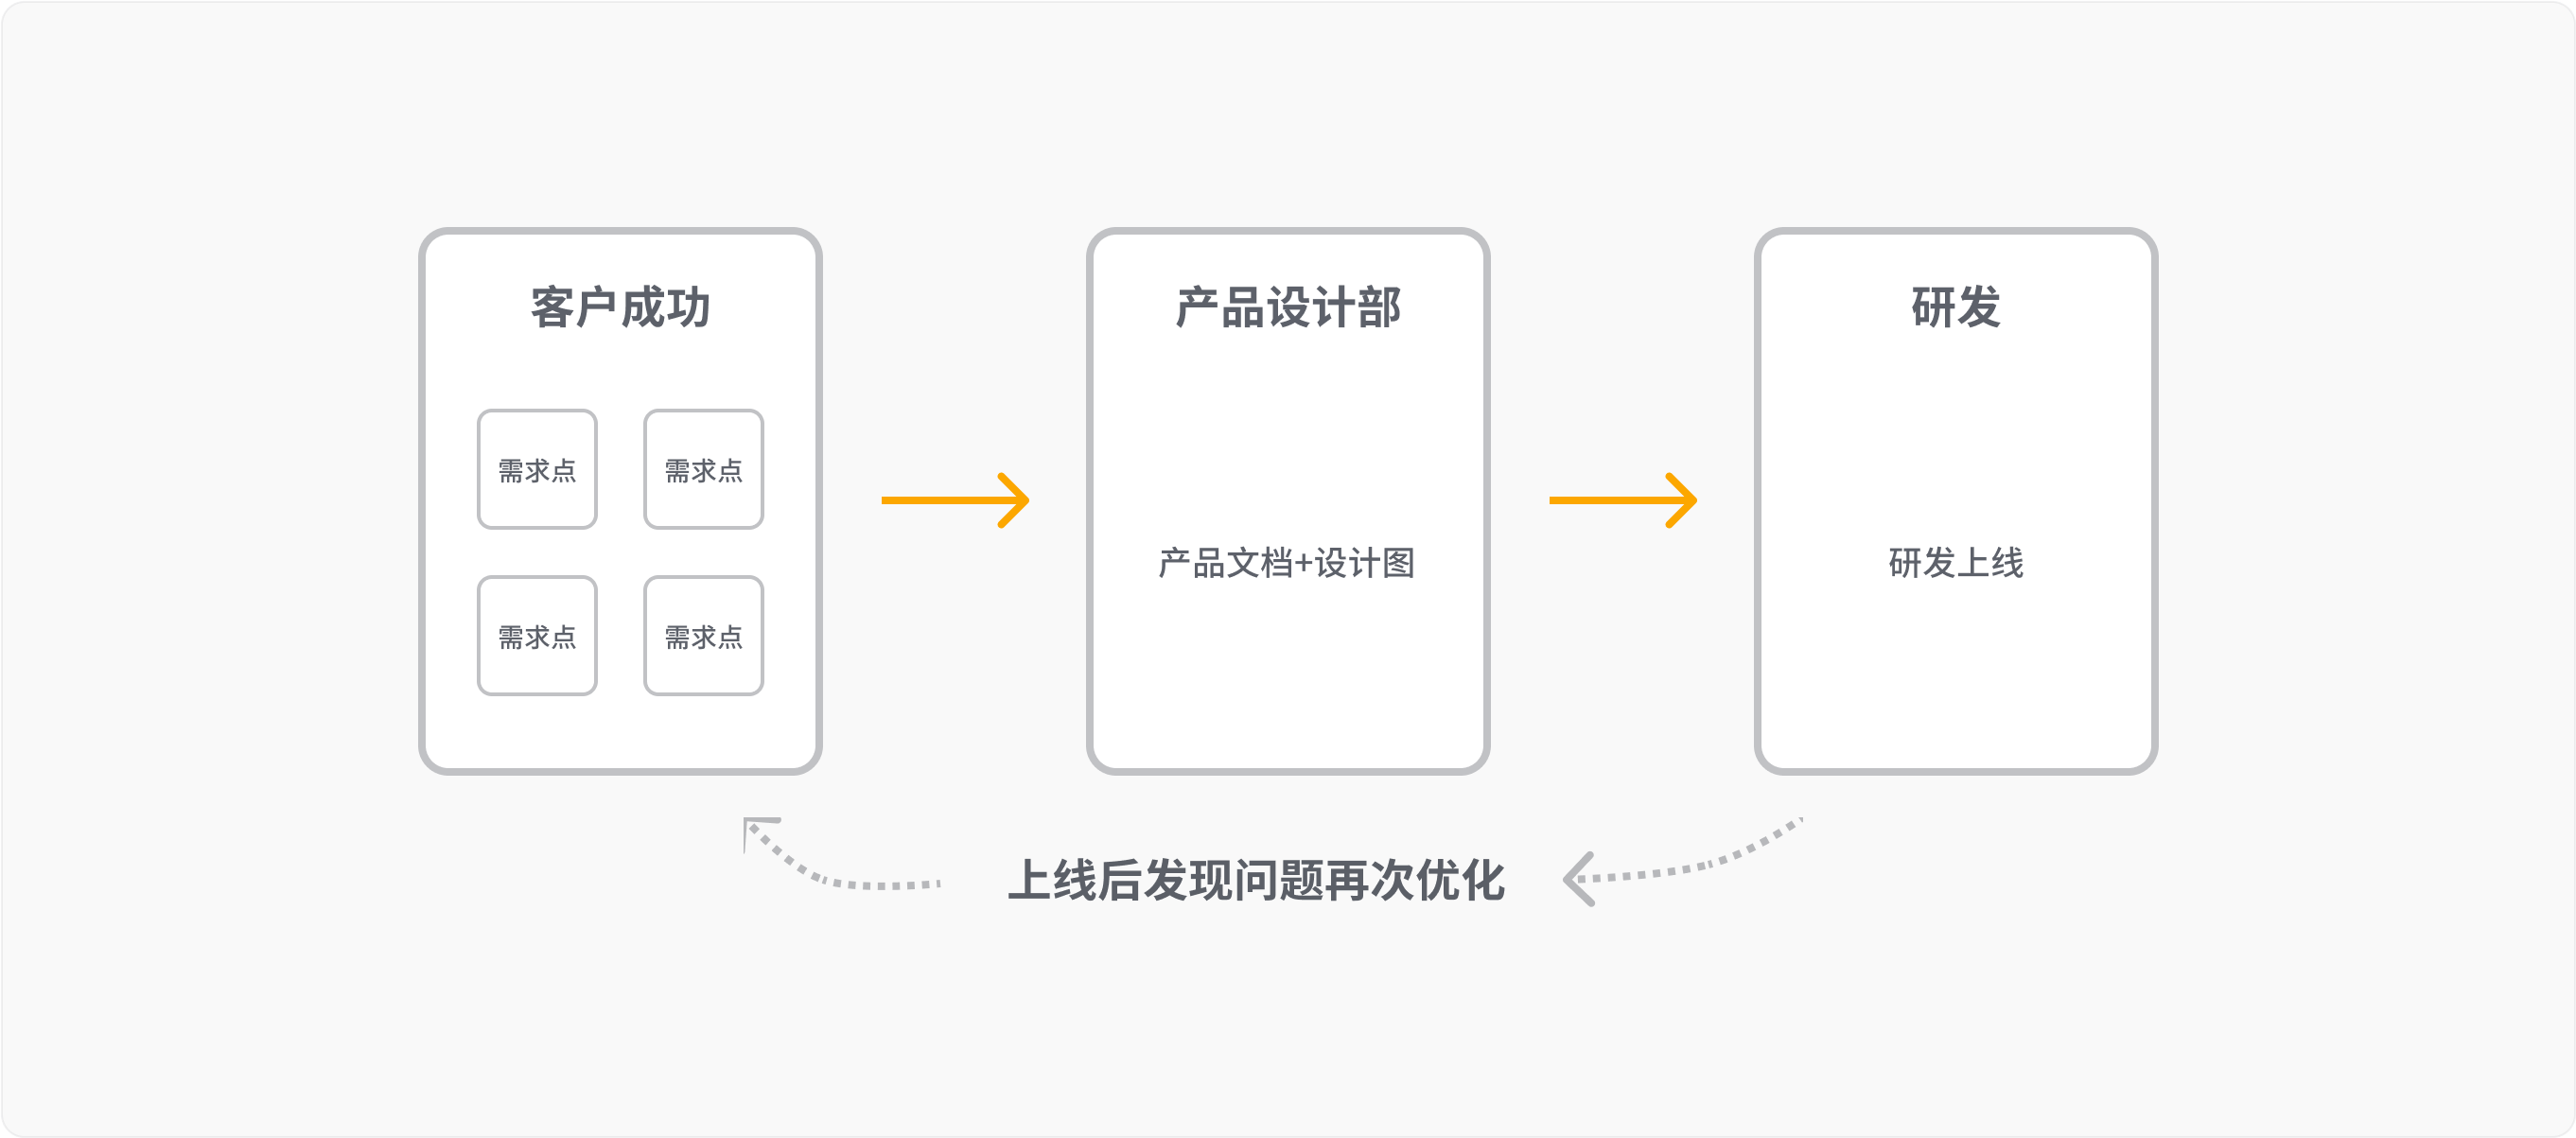 客户成功
产品设计部
研发
需求点
需求点
需求点
需求点
产品文档+设计图
研发上线
上线后发现问题再次优化